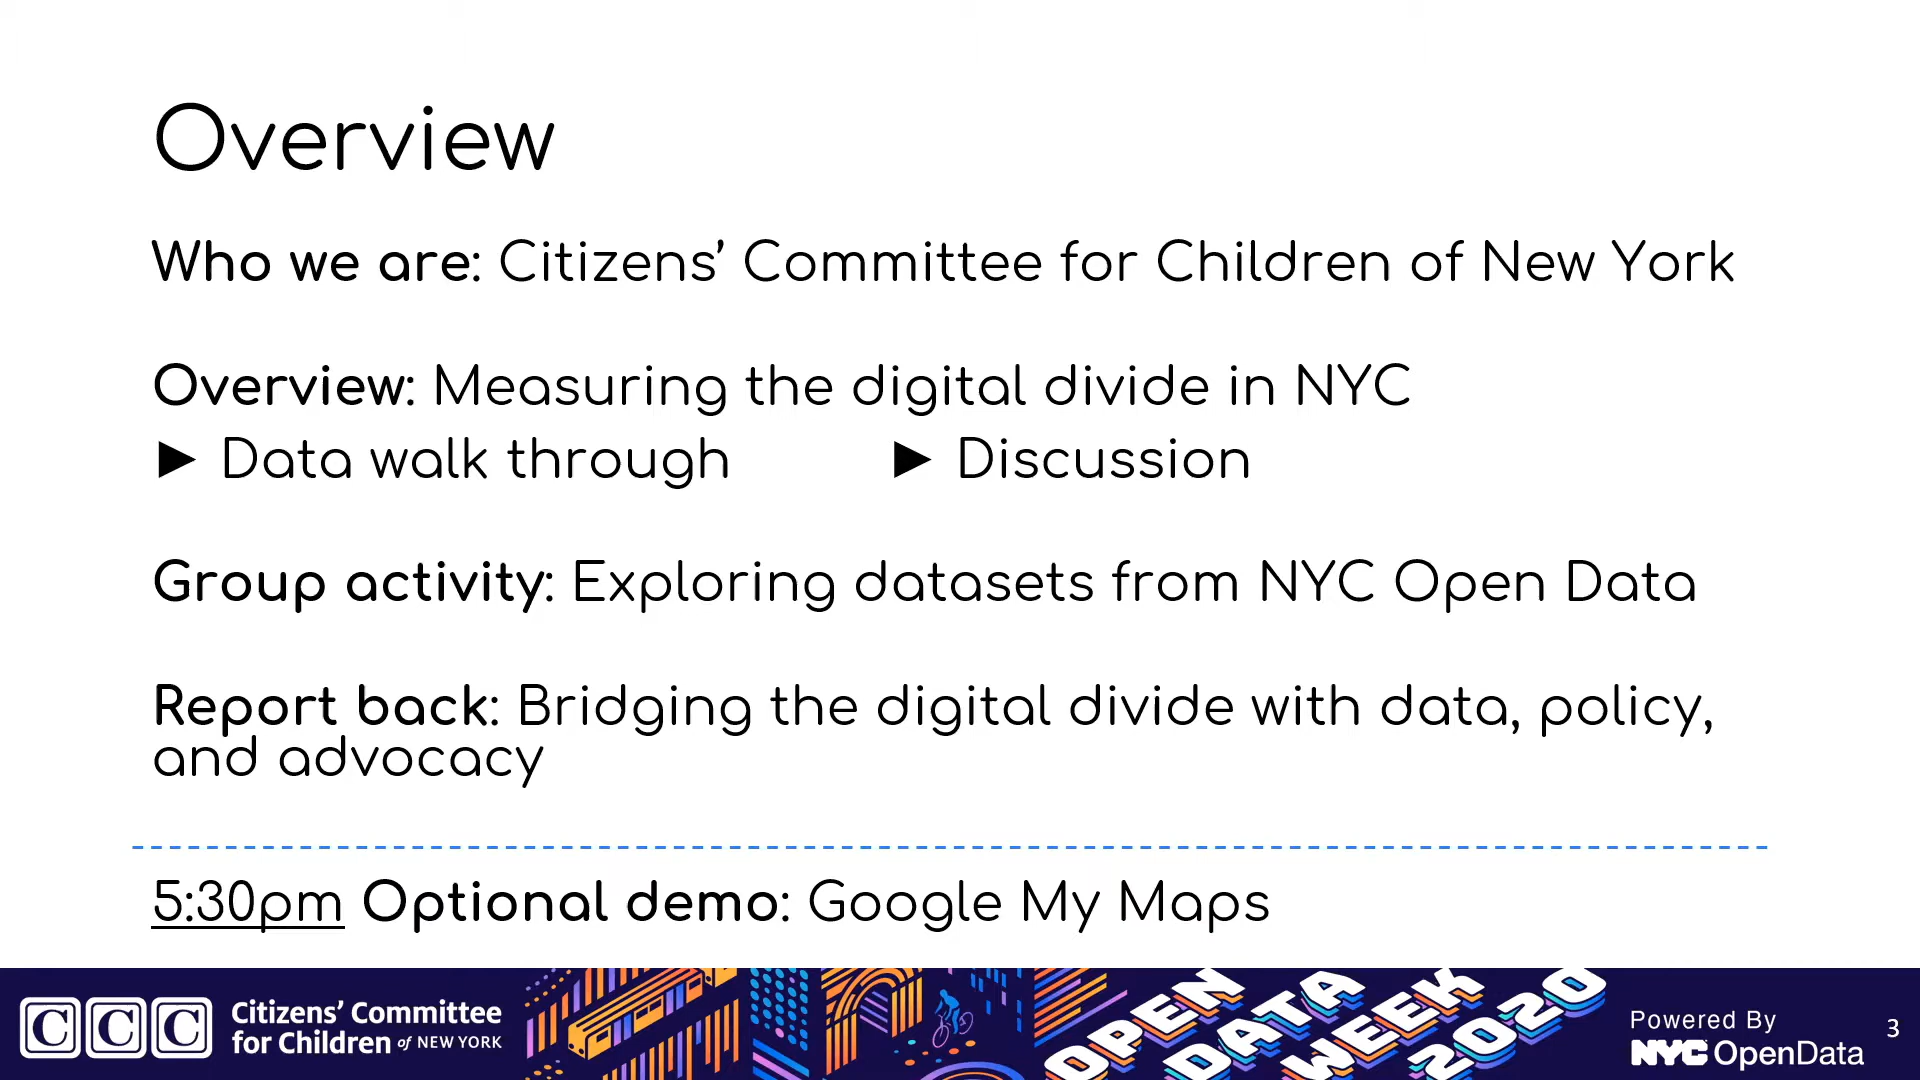 Overview
Who we are: Citizens’ Committee for Children of New York
Overview: Measuring the digital divide in NYC
► Data walk through ► Discussion
Group activity: Exploring datasets from NYC Open Data
Report back: Bridging the digital divide with data, policy,
and advocacy
5:30pm Optional demo: Google My Maps
CCC
Citizens’ Committee
for Children of NEW YORK
OPEN
DATA
WEEK
2020
Powered By
NYC OpenData
3